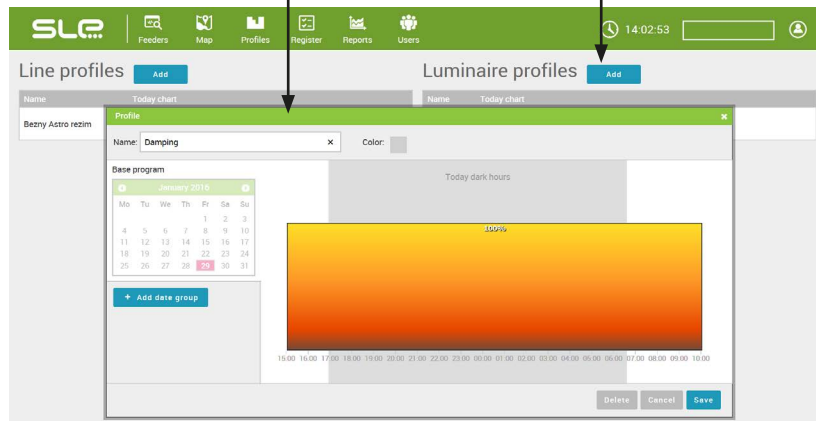 SLE
Feeders Map Profiles Register Reports Users
14:02:53
Line profiles Add
Luminaire profiles Add
Name Today chart
Name Today chart
Bezny Astro rezim
Profile
Name: Damping × Color:
Base program
January 2016
Mo Tu We Th Fr Sa Su
1 2 3
4 5 6 7 8 9 10
11 12 13 14 15 16 17
18 19 20 21 22 23 24
25 26 27 28 29 30 31
+ Add date group
Today dark hours
100%
15:00 16:00 17:00 18:00 19:00 20:00 21:00 22:00 23:00 00:00 01:00 02:00 03:00 04:00 05:00 06:00 07:00 08:00 09:00 10:00
Delete Cancel Save